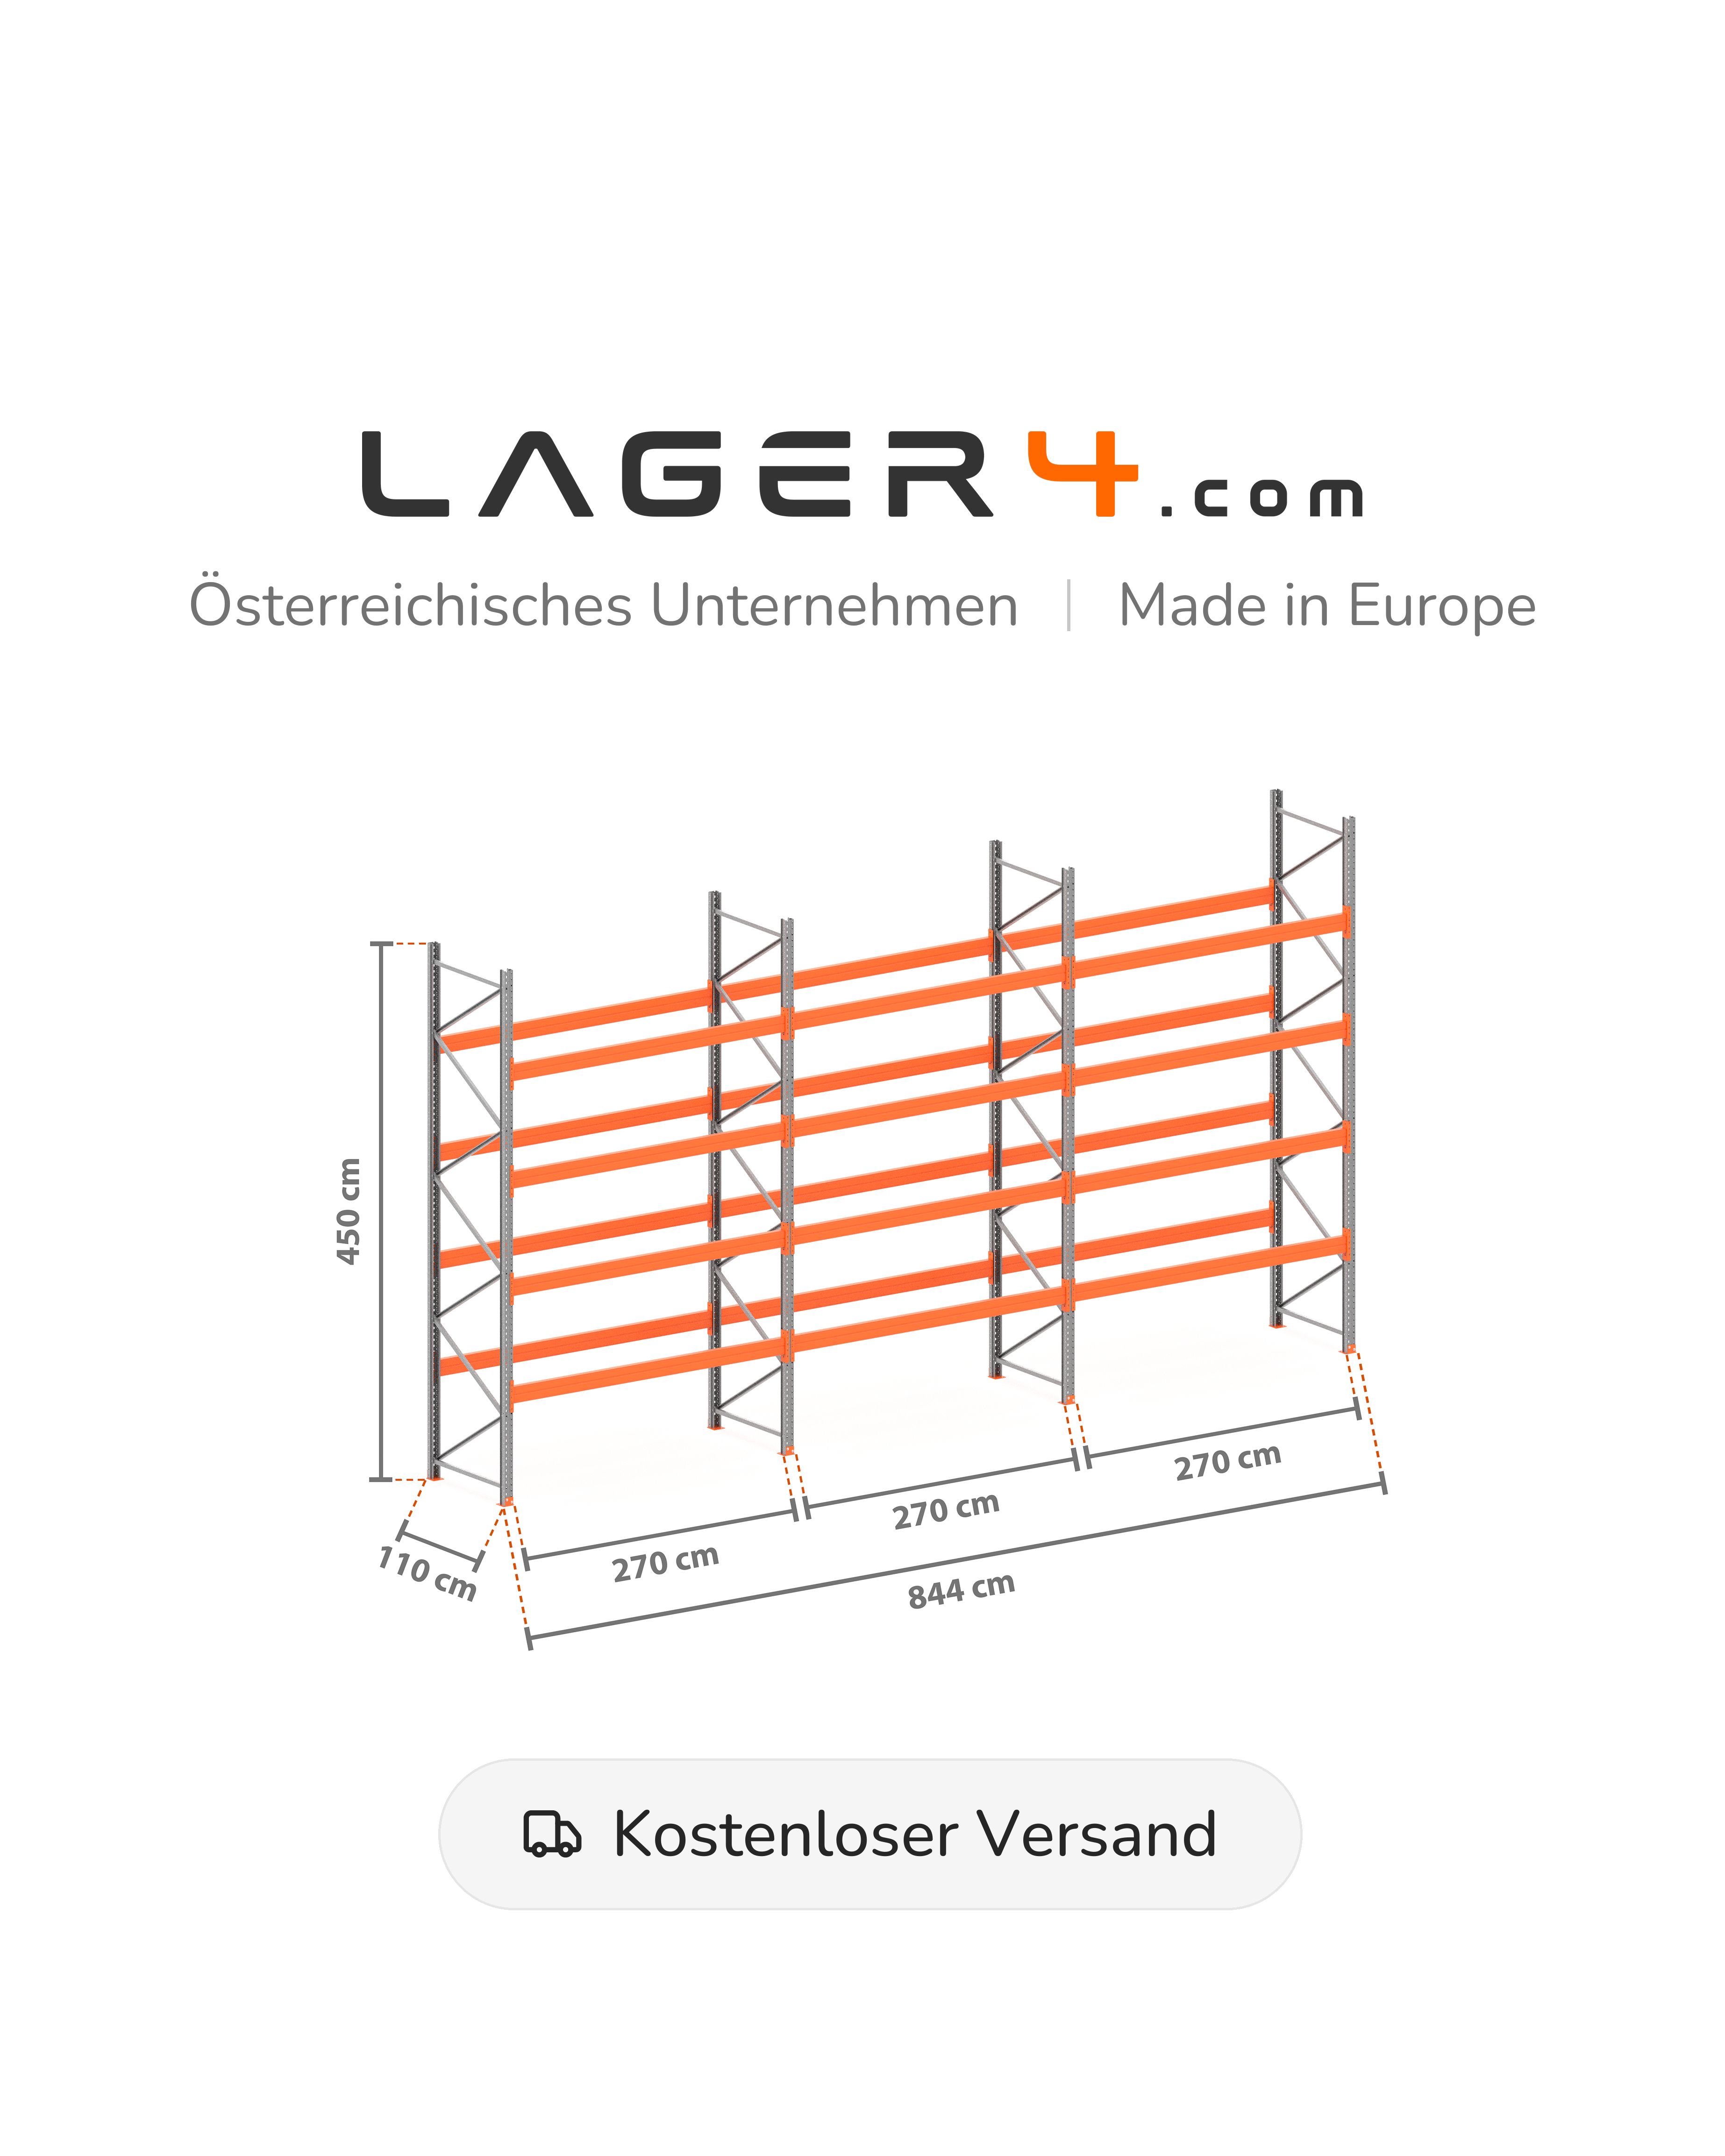 LAGER4.com
Österreichisches Unternehmen | Made in Europe
450 cm
110 cm
270 cm
270 cm
270 cm
844 cm
Kostenloser Versand